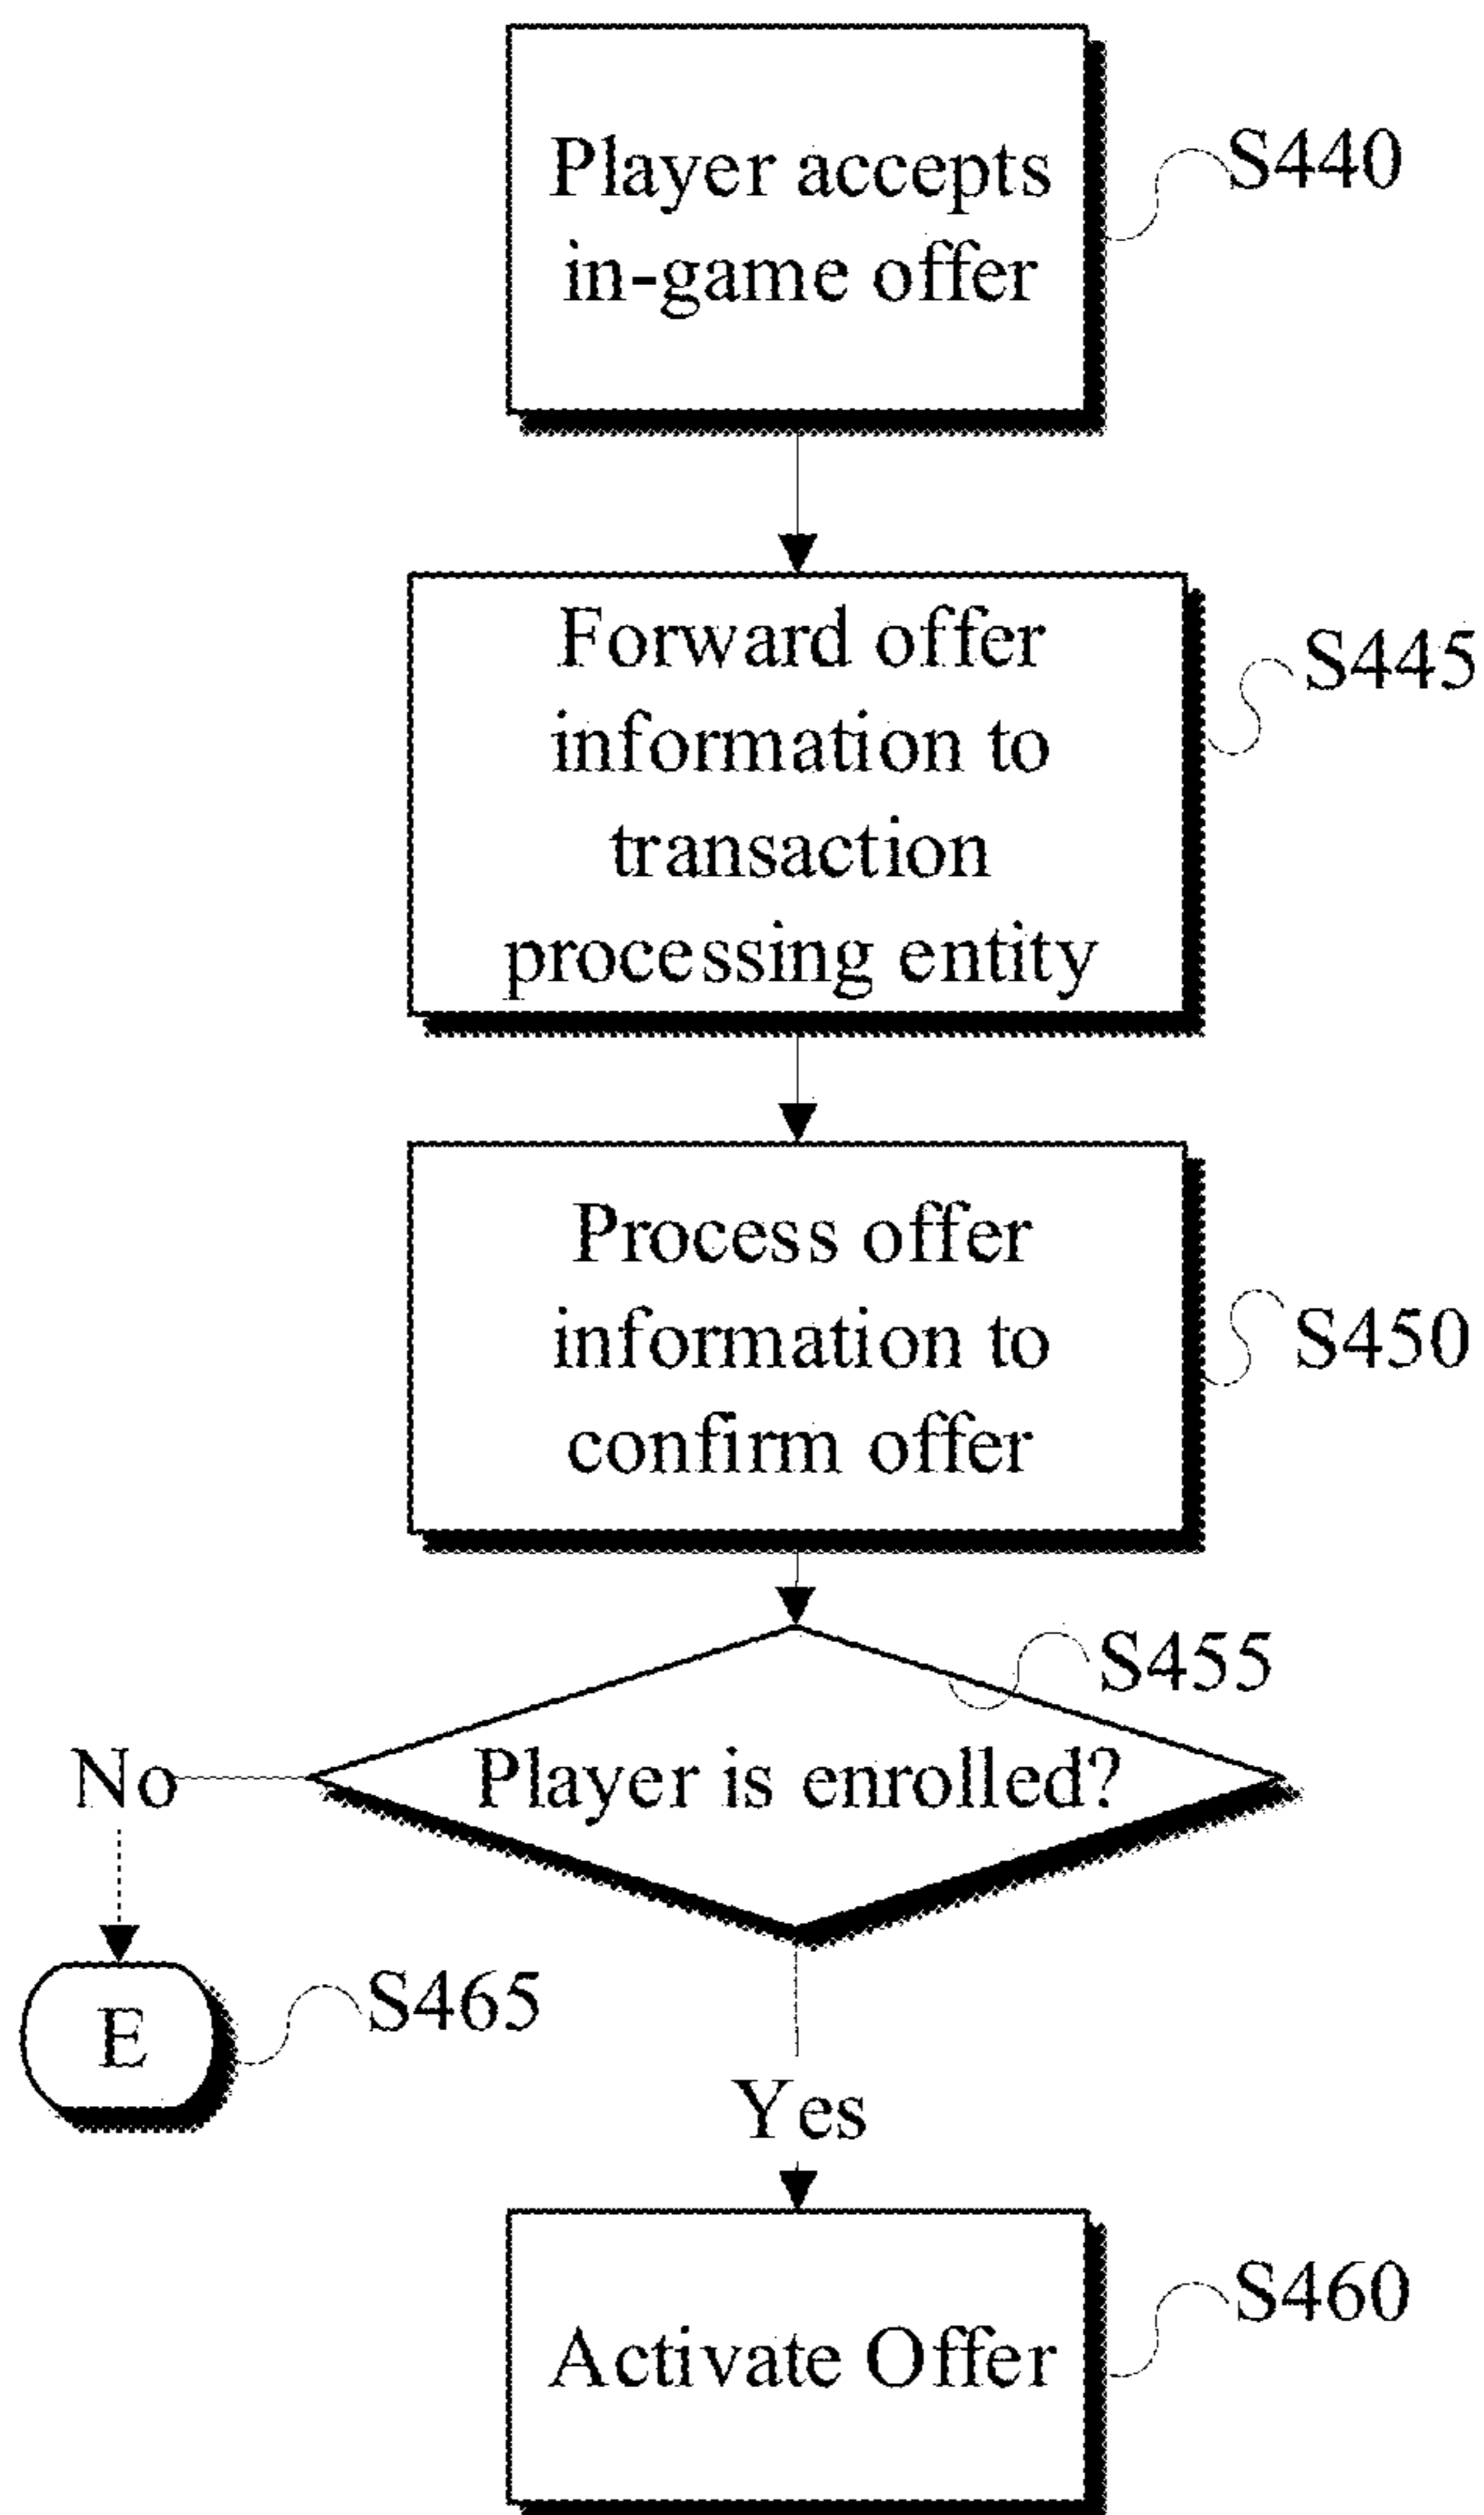 Player accepts
in-game offer
S440
Forward offer
information to
transaction
processing entity
S445
Process offer
information to
confirm offer
S450
S455
Player is enrolled?
No
E
S465
Yes
Activate Offer
S460